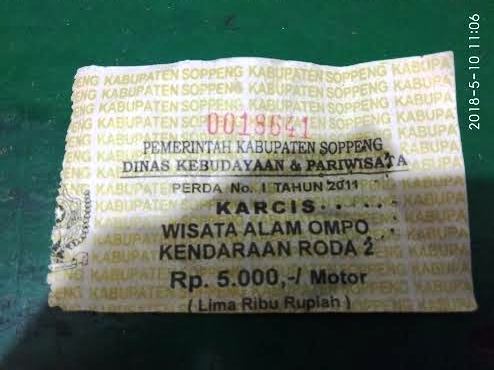 0018641
PEMERINTAH KABUPATEN SOPPENG
DINAS KEBUDAYAAN & PARIWISATA
PERDA No. I TAHUN 2011
KARCIS
WISATA ALAM OMPO
KENDARAAN RODA 2
Rp. 5.000,-/ Motor
( Lima Ribu Rupiah )
2018-5-10 11:06